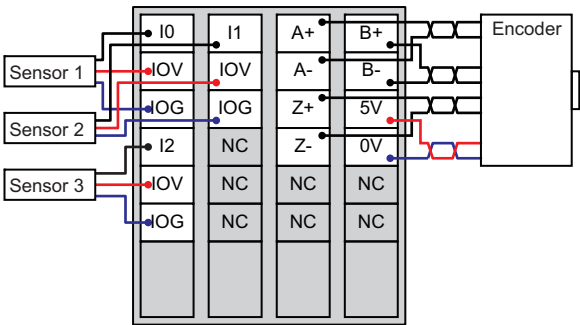 I0 I1 A+ B+ Encoder
Sensor 1 IOV IOV A- B-
IOG IOG Z+ 5V
Sensor 2 I2 NC Z- 0V
Sensor 3 IOV NC NC NC
IOG NC NC NC